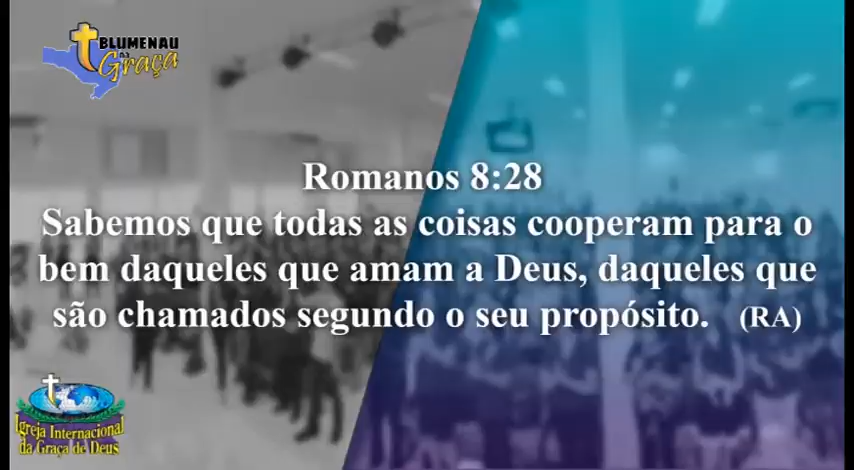 BLUMENAU
na
Graça
Romanos 8:28
Sabemos que todas as coisas cooperam para o
bem daqueles que amam a Deus, daqueles que
são chamados segundo o seu propósito. (RA)
Igreja Internacional
da Graça de Deus